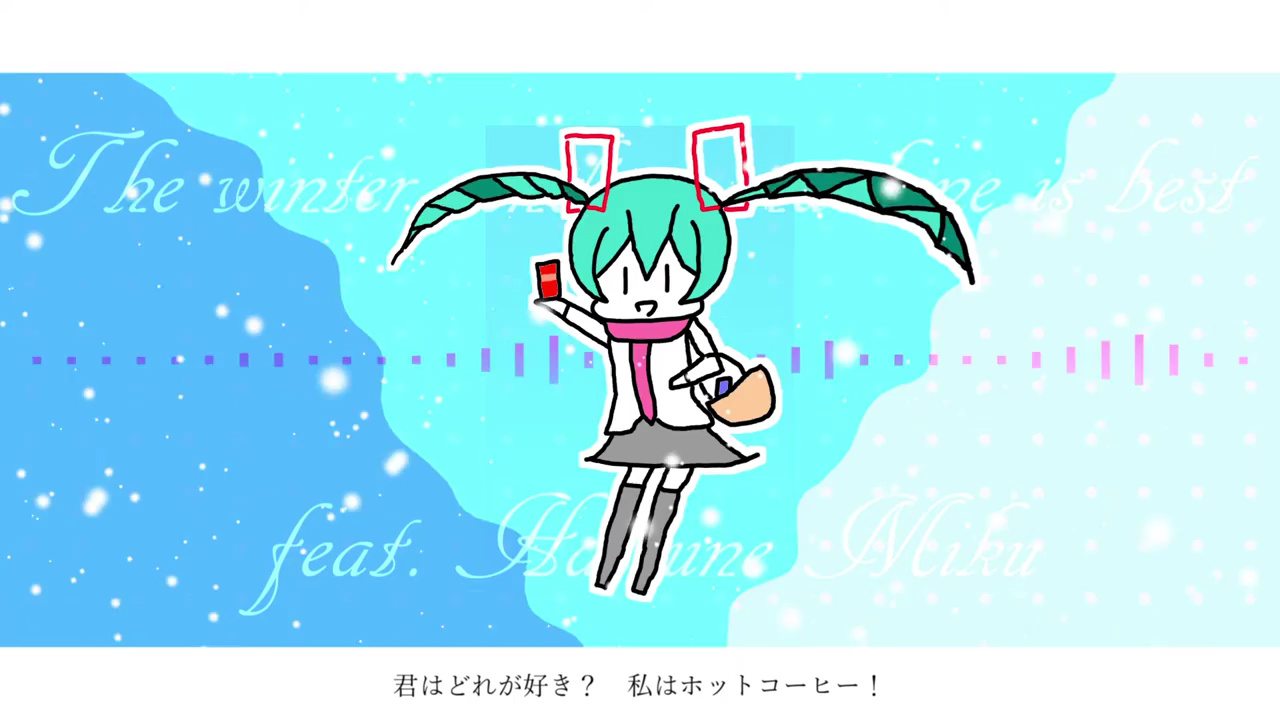 The winter. is best
feat. Hatsune Miku
君はどれが好き？　私はホットコーヒー！